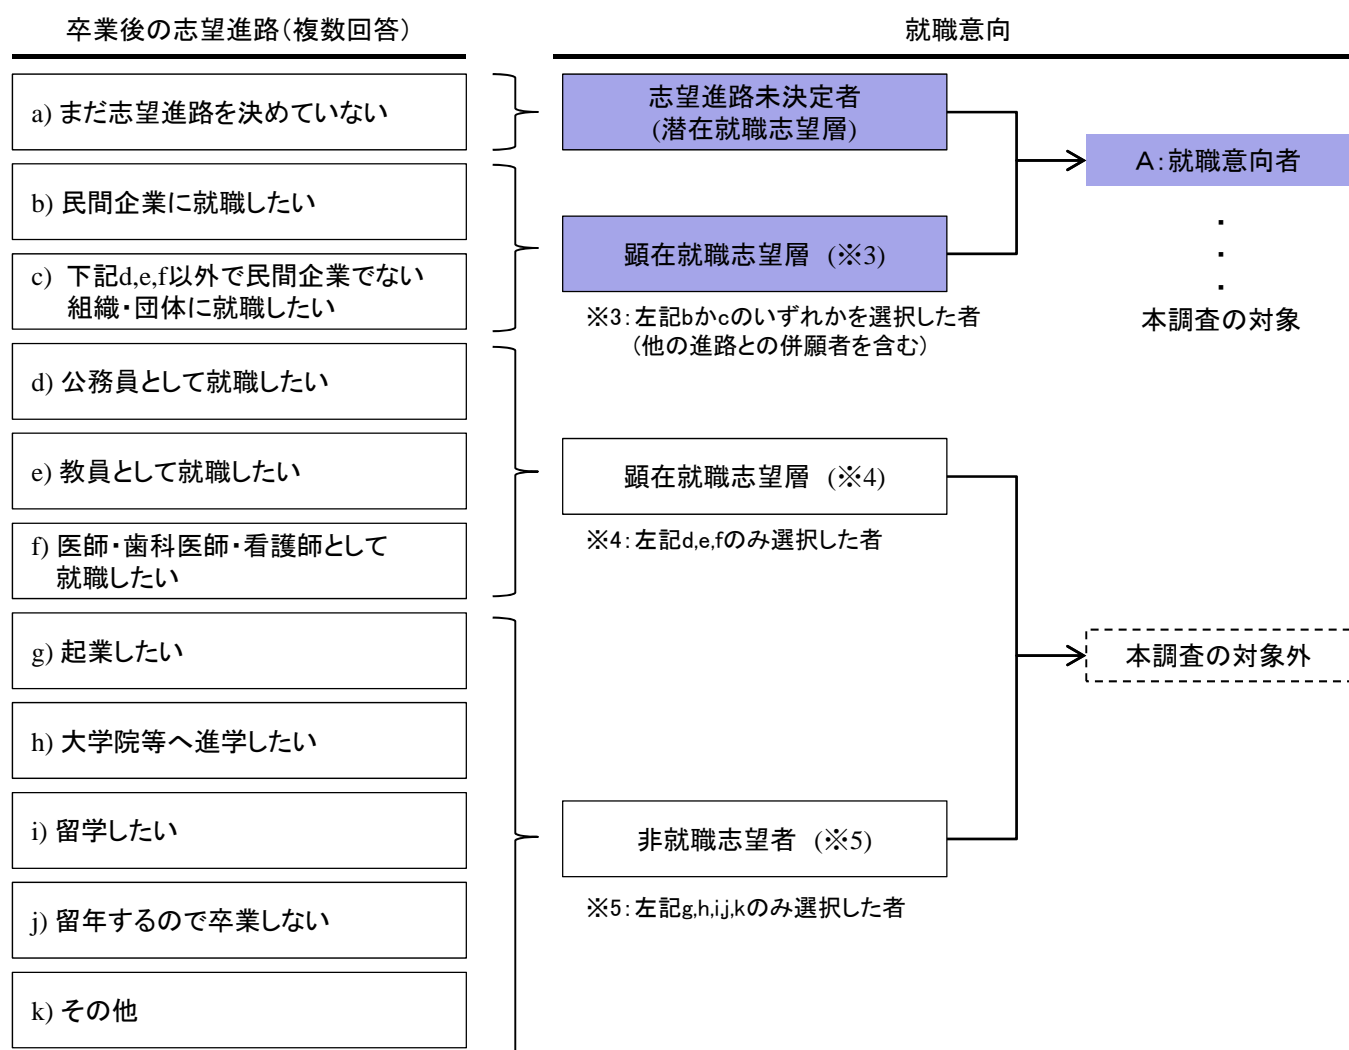 卒業後の志望進路(複数回答)
就職意向
a) まだ志望進路を決めていない
b) 民間企業に就職したい
c) 下記d,e,f以外で民間企業でない
組織・団体に就職したい
d) 公務員として就職したい
e) 教員として就職したい
f) 医師・歯科医師・看護師として
就職したい
g) 起業したい
h) 大学院等へ進学したい
i) 留学したい
j) 留年するので卒業しない
k) その他
志望進路未決定者
(潜在就職志望層)
顕在就職志望層 (※3)
※3:左記bかcのいずれかを選択した者
(他の進路との併願者を含む)
顕在就職志望層 (※4)
※4:左記d,e,fのみ選択した者
非就職志望者 (※5)
※5:左記g,h,i,j,kのみ選択した者
A:就職意向者
・
・
・
本調査の対象
本調査の対象外